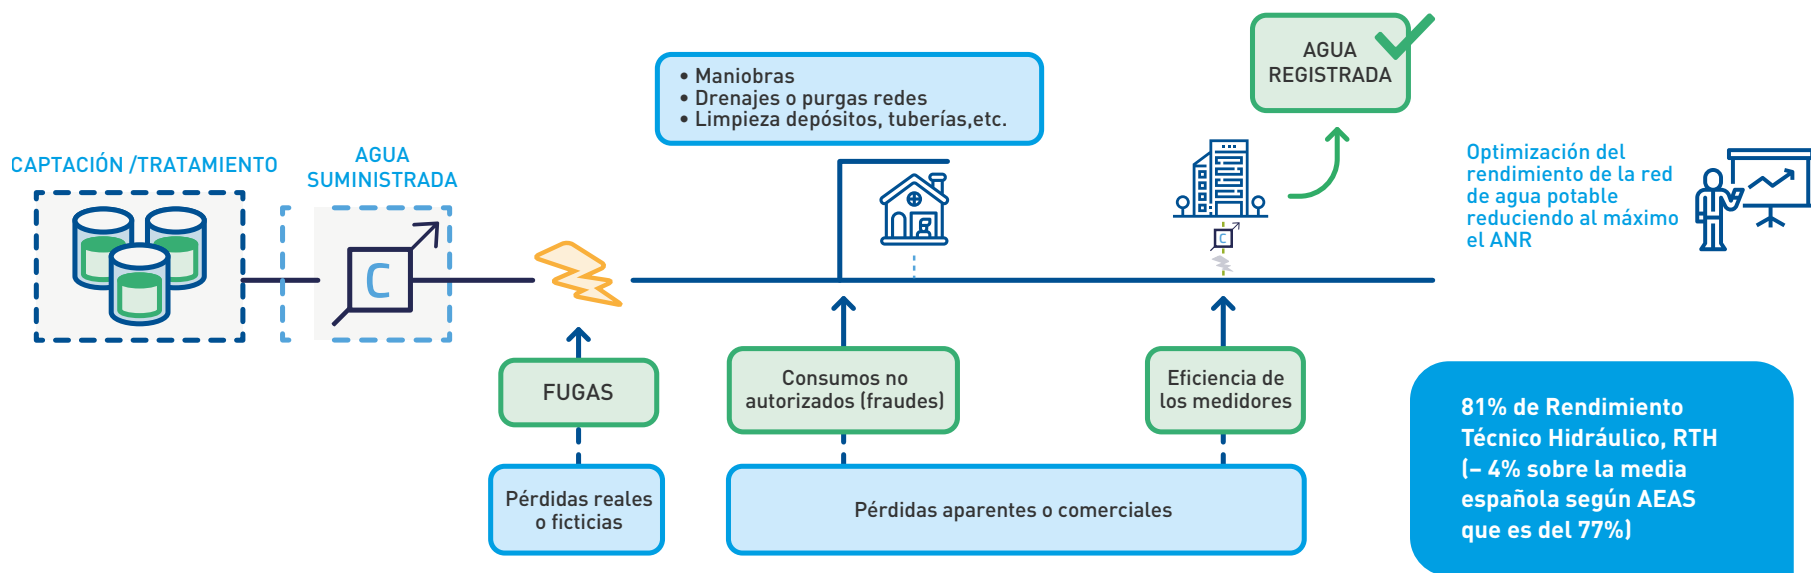 CAPTACIÓN /TRATAMIENTO
AGUA
SUMINISTRADA
C
• Maniobras
• Drenajes o purgas redes
• Limpieza depósitos, tuberías,etc.
AGUA
REGISTRADA
C
Optimización del
rendimiento de la red
de agua potable
reduciendo al máximo
el ANR
FUGAS
Consumos no
autorizados (fraudes)
Eficiencia de
los medidores
Pérdidas reales
o ficticias
Pérdidas aparentes o comerciales
81% de Rendimiento
Técnico Hidráulico, RTH
(– 4% sobre la media
española según AEAS
que es del 77%)